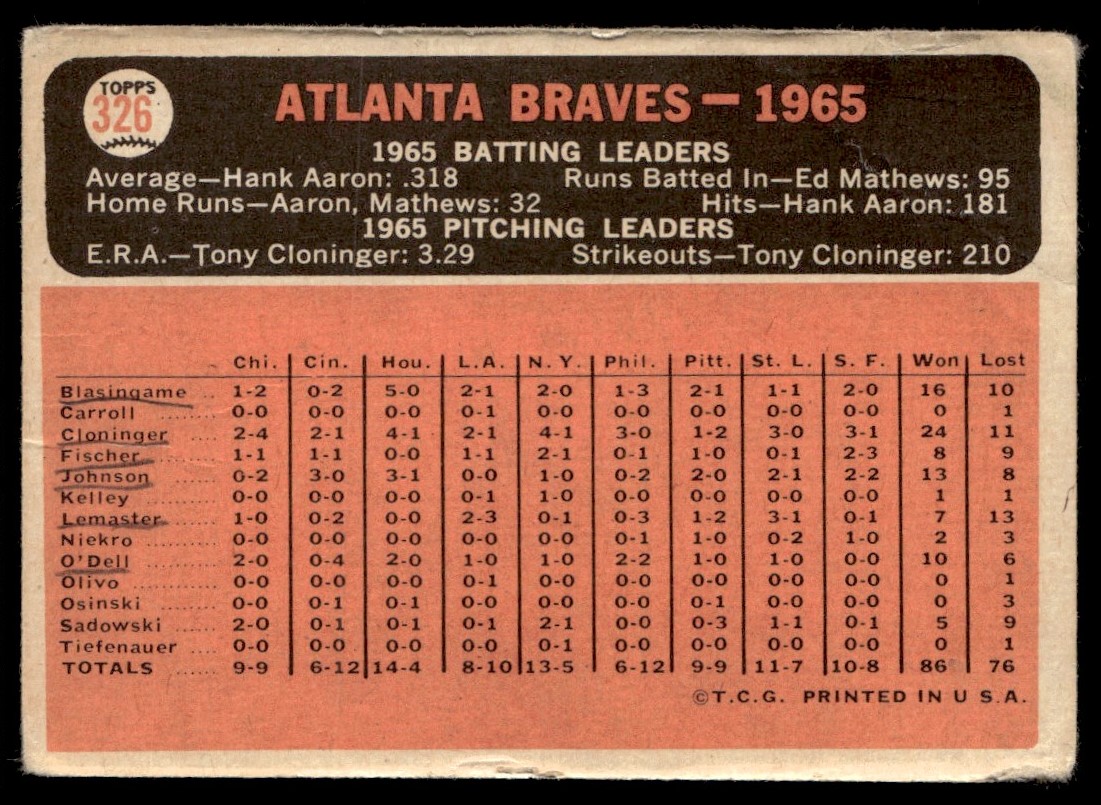 TOPPS
326
ATLANTA BRAVES — 1965
1965 BATTING LEADERS
Average—Hank Aaron: .318 Runs Batted In—Ed Mathews: 95
Home Runs—Aaron, Mathews: 32 Hits—Hank Aaron: 181
1965 PITCHING LEADERS
E.R.A.—Tony Cloninger: 3.29 Strikeouts—Tony Cloninger: 210
Chi. Cin. Hou. L.A. N.Y. Phil. Pitt. St. L. S. F. Won Lost
Blasingame .. 1-2 0-2 5-0 2-1 2-0 1-3 2-1 1-1 2-0 16 10
Carroll ........ 0-0 0-0 0-0 0-1 0-0 0-0 0-0 0-0 0-0 0 1
Cloninger .... 2-4 2-1 4-1 2-1 4-1 3-0 1-2 3-0 3-1 24 11
Fischer ........ 1-1 1-1 0-0 1-1 2-1 0-1 1-0 0-1 2-3 8 9
Johnson ...... 0-2 3-0 3-1 0-0 1-0 0-2 2-0 2-1 2-2 13 8
Kelley ........ 0-0 0-0 0-0 0-1 1-0 0-0 0-0 0-0 0-0 1 1
Lemaster ...... 1-0 0-2 0-0 2-3 0-1 0-3 1-2 3-1 0-1 7 13
Niekro ........ 0-0 0-0 0-0 0-0 0-0 0-1 1-0 0-2 1-0 2 3
O'Dell ........ 2-0 0-4 2-0 1-0 1-0 2-2 1-0 1-0 0-0 10 6
Olivo ........ 0-0 0-0 0-0 0-1 0-0 0-0 0-0 0-0 0-0 0 1
Osinski ...... 0-0 0-1 0-1 0-0 0-0 0-0 0-1 0-0 0-0 0 3
Sadowski ...... 2-0 0-1 0-1 0-1 2-1 0-0 0-3 1-1 0-1 5 9
Tiefenauer .... 0-0 0-0 0-0 0-0 0-1 0-0 0-0 0-0 0-0 0 1
TOTALS 9-9 6-12 14-4 8-10 13-5 6-12 9-9 11-7 10-8 86 76
©T.C.G. PRINTED IN U S.A.